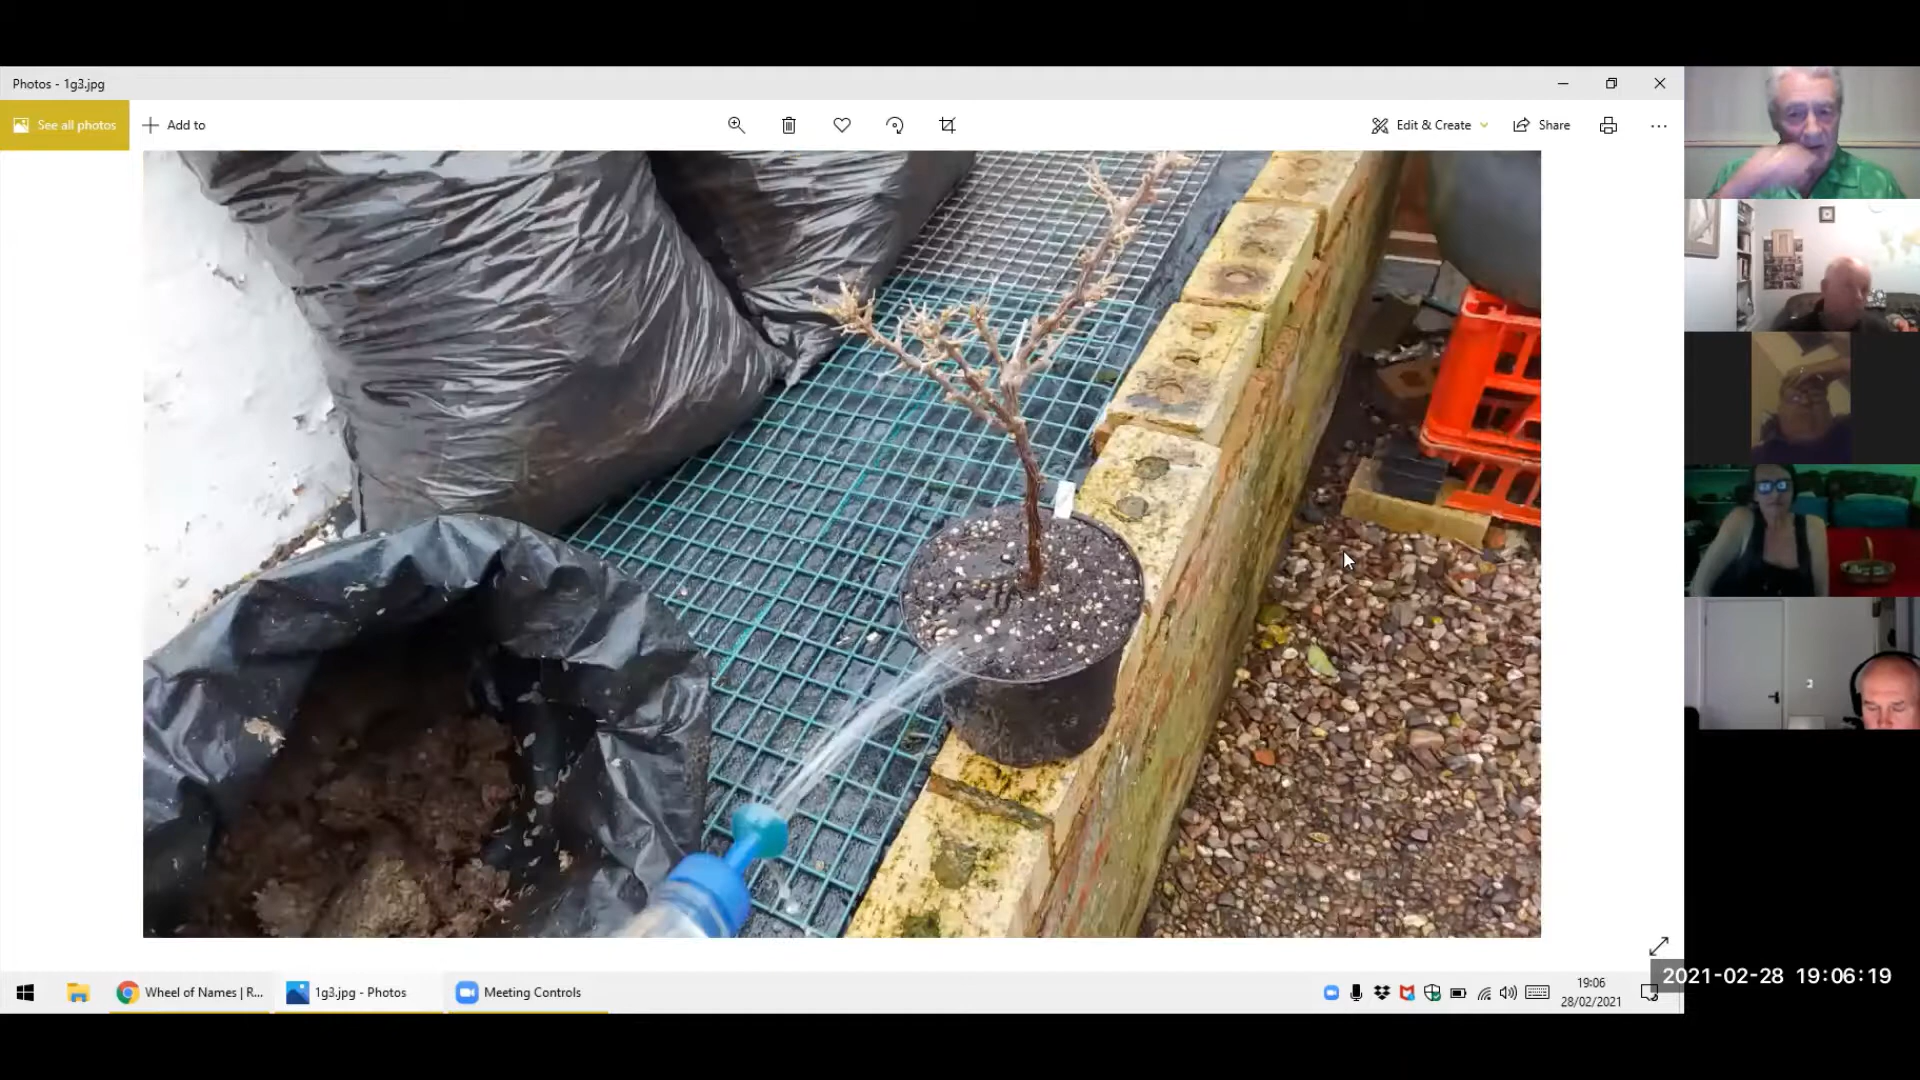 Photos - 1g3.jpg
See all photos
Add to
Edit & Create
Share
Wheel of Names | R...
1g3.jpg - Photos
Meeting Controls
19:06
28/02/2021
2021-02-28 19:06:19